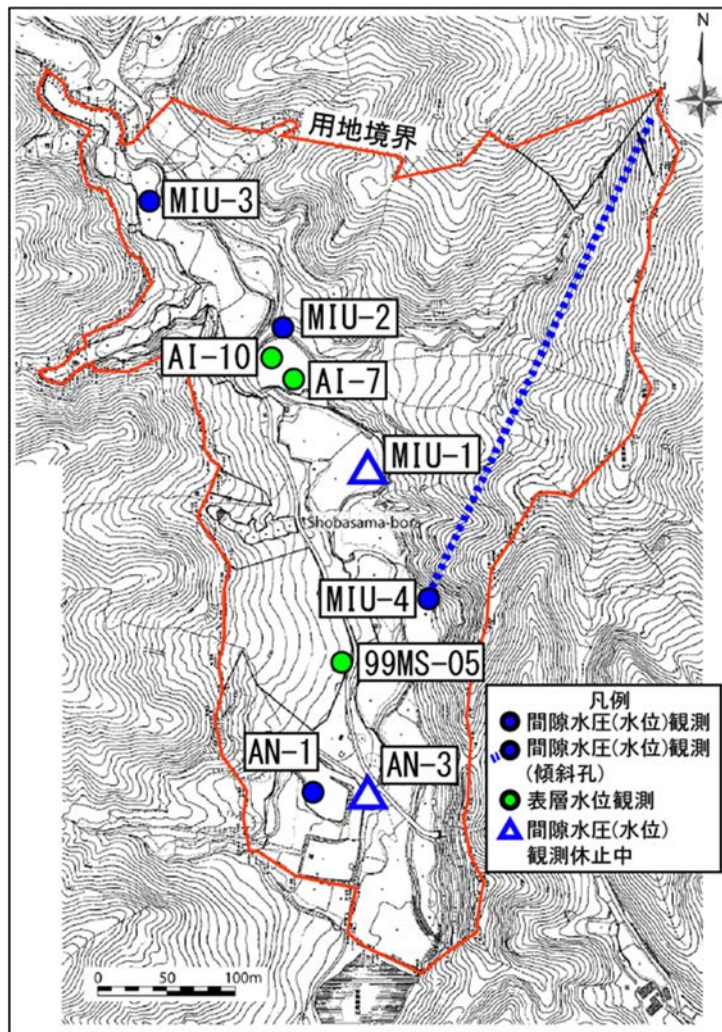 N
用地境界
MIU-3
MIU-2
AI-10
AI-7
MIU-1
Shobasama-bora
MIU-4
99MS-05
AN-1
AN-3
凡例
間隙水圧(水位)観測
間隙水圧(水位)観測
(傾斜孔)
表層水位観測
間隙水圧(水位)
観測休止中
0 50 100m